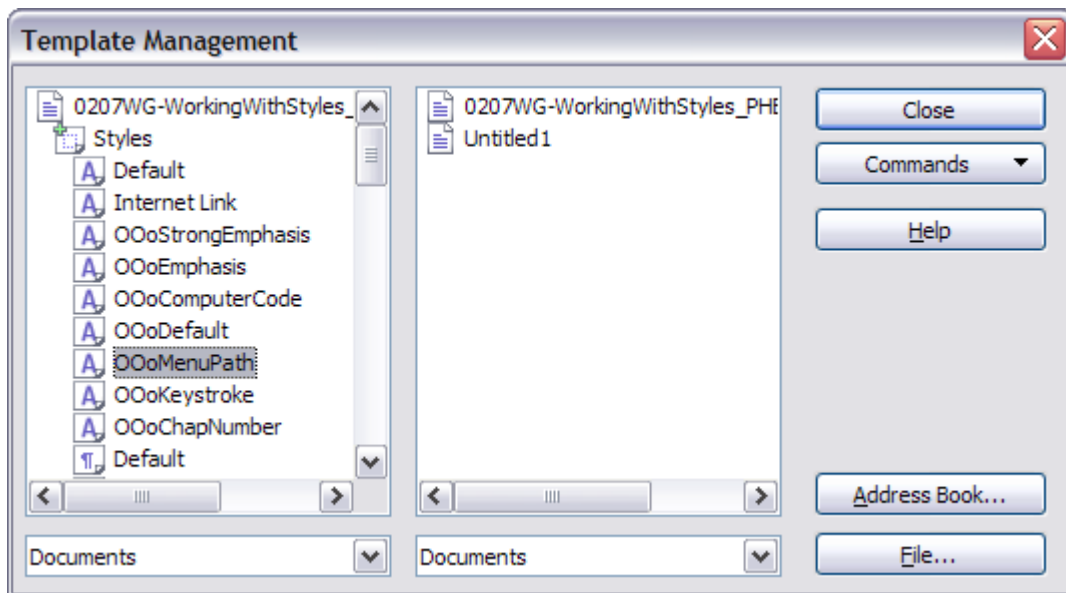 Template Management
0207WG-WorkingWithStyles_
Styles
Default
Internet Link
OOoStrongEmphasis
OOoEmphasis
OOoComputerCode
OOoDefault
OOoMenuPath
OOoKeystroke
OOoChapNumber
Default
Documents
0207WG-WorkingWithStyles_PHE
Untitled1
Documents
Close
Commands
Help
Address Book...
File...